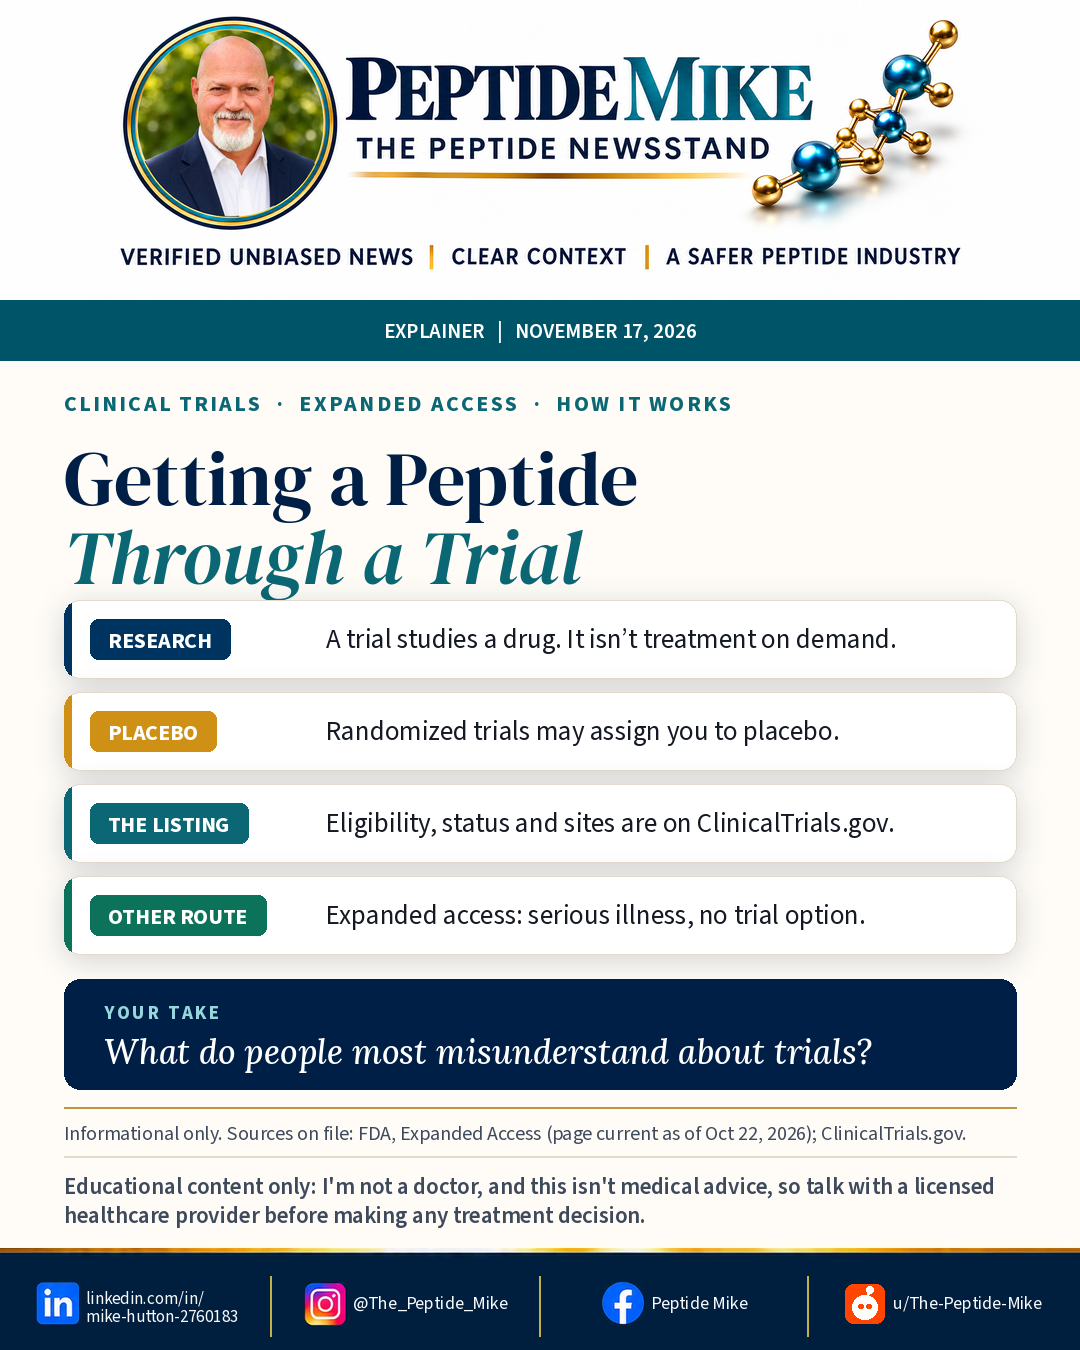 PEPTIDEMIKE
THE PEPTIDE NEWSSTAND
VERIFIED UNBIASED NEWS | CLEAR CONTEXT | A SAFER PEPTIDE INDUSTRY
EXPLAINER | NOVEMBER 17, 2026
CLINICAL TRIALS · EXPANDED ACCESS · HOW IT WORKS
Getting a Peptide
Through a Trial
RESEARCH A trial studies a drug. It isn’t treatment on demand.
PLACEBO Randomized trials may assign you to placebo.
THE LISTING Eligibility, status and sites are on ClinicalTrials.gov.
OTHER ROUTE Expanded access: serious illness, no trial option.
YOUR TAKE
What do people most misunderstand about trials?
Informational only. Sources on file: FDA, Expanded Access (page current as of Oct 22, 2026); ClinicalTrials.gov.
Educational content only: I'm not a doctor, and this isn't medical advice, so talk with a licensed
healthcare provider before making any treatment decision.
linkedin.com/in/
mike-hutton-2760183
@The_Peptide_Mike
Peptide Mike
u/The-Peptide-Mike